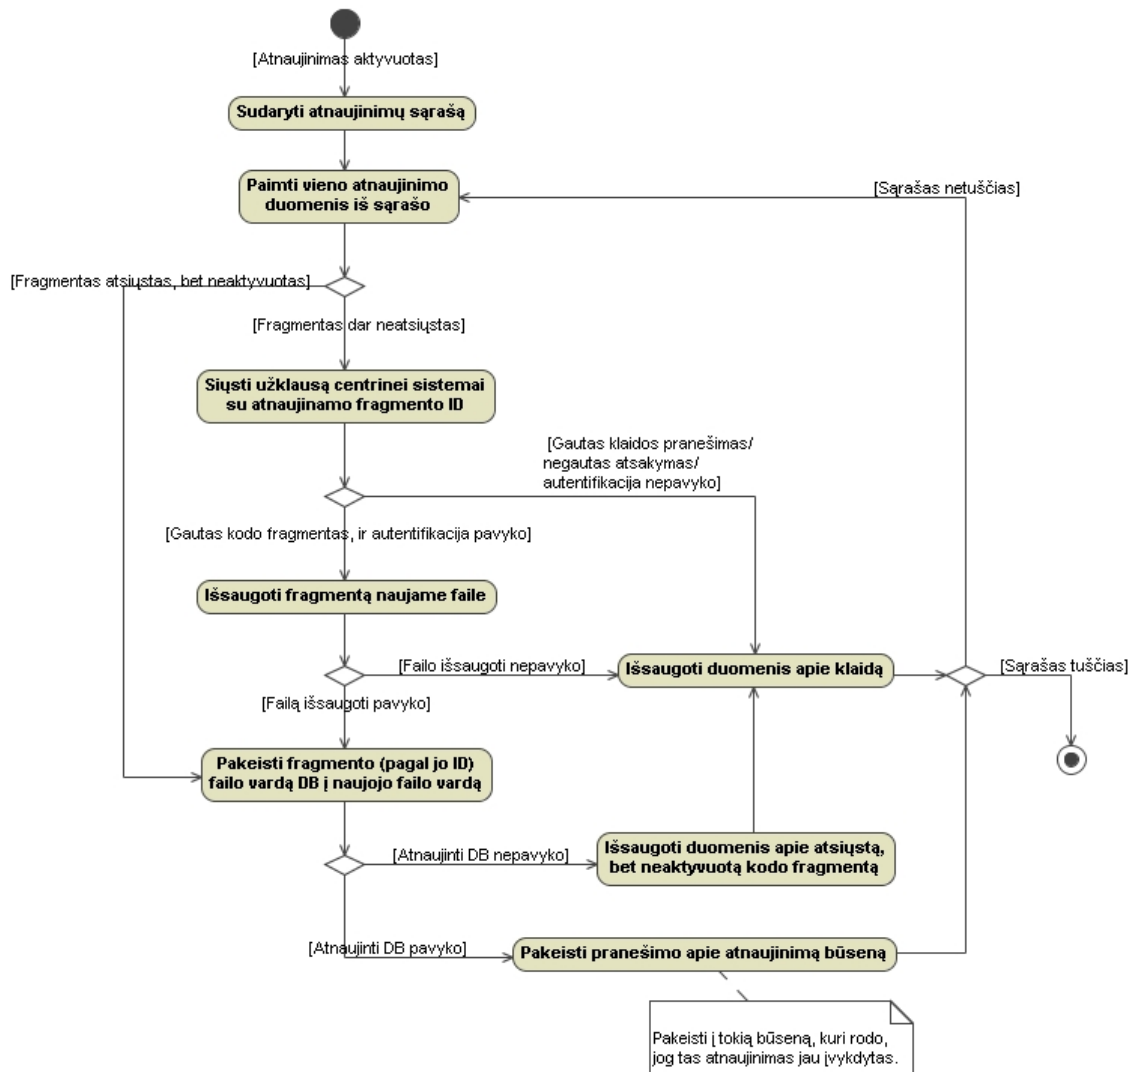 [Atnaujinimas aktyvuotas]
Sudaryti atnaujinimų sąrašą
Paimti vieno atnaujinimo
duomenis iš sąrašo
[Sąrašas netuščias]
[Fragmentas atsiųstas, bet neaktyvuotas]
[Fragmentas dar neatsiųstas]
Siųsti užklausą centrinei sistemai
su atnaujinamo fragmento ID
[Gautas klaidos pranešimas/
negautas atsakymas/
autentifikacija nepavyko]
[Gautas kodo fragmentas, ir autentifikacija pavyko]
Išsaugoti fragmentą naujame faile
[Failo išsaugoti nepavyko]
Išsaugoti duomenis apie klaidą
[Sąrašas tuščias]
[Failą išsaugoti pavyko]
Pakeisti fragmento (pagal jo ID)
failo vardą DB į naujojo failo vardą
[Atnaujinti DB nepavyko]
Išsaugoti duomenis apie atsiųstą,
bet neaktyvuotą kodo fragmentą
[Atnaujinti DB pavyko]
Pakeisti pranešimo apie atnaujinimą būseną
Pakeisti į tokią būseną, kuri rodo,
jog tas atnaujinimas jau įvykdytas.